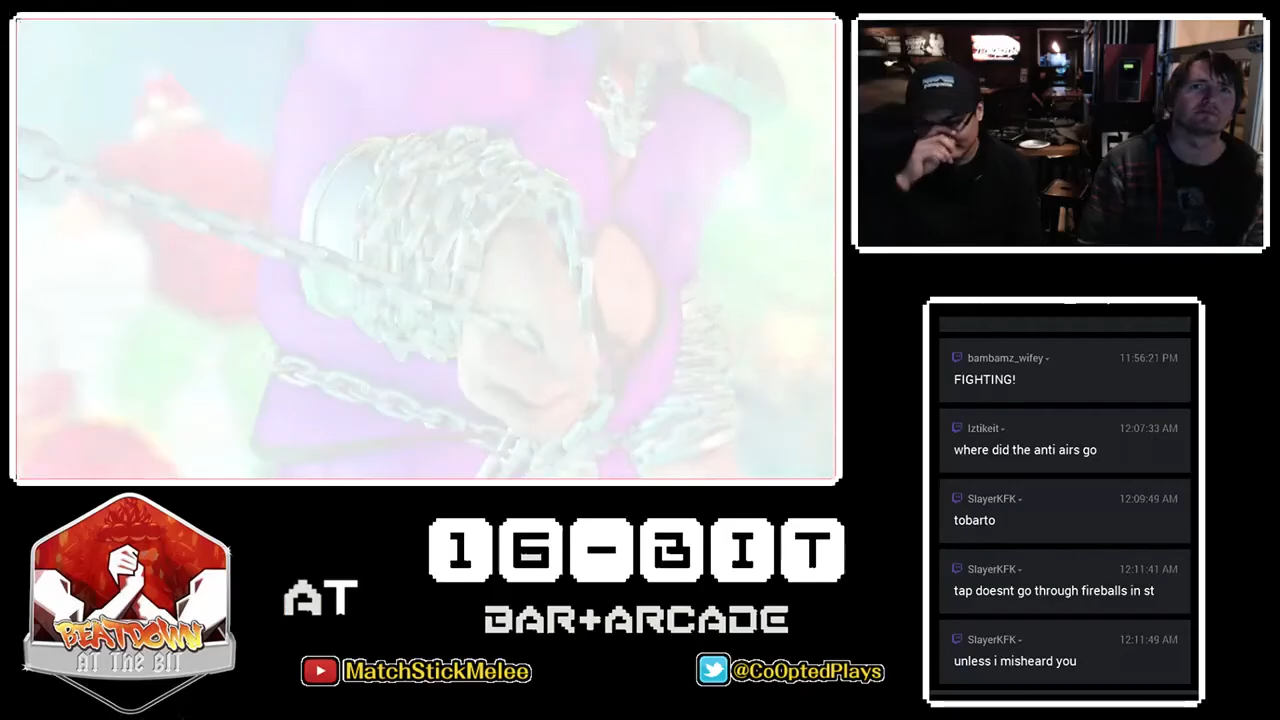 bambamz_wifey- 11:56:21 PM
FIGHTING!
Iztikeit- 12:07:33 AM
where did the anti airs go
SlayerKFK- 12:09:49 AM
tobarto
SlayerKFK- 12:11:41 AM
tap doesnt go through fireballs in st
SlayerKFK- 12:11:49 AM
unless i misheard you
BEATDOWN
AT THE BIT
AT
16-BIT
BAR+ARCADE
MatchStickMelee
@CoOptedPlays